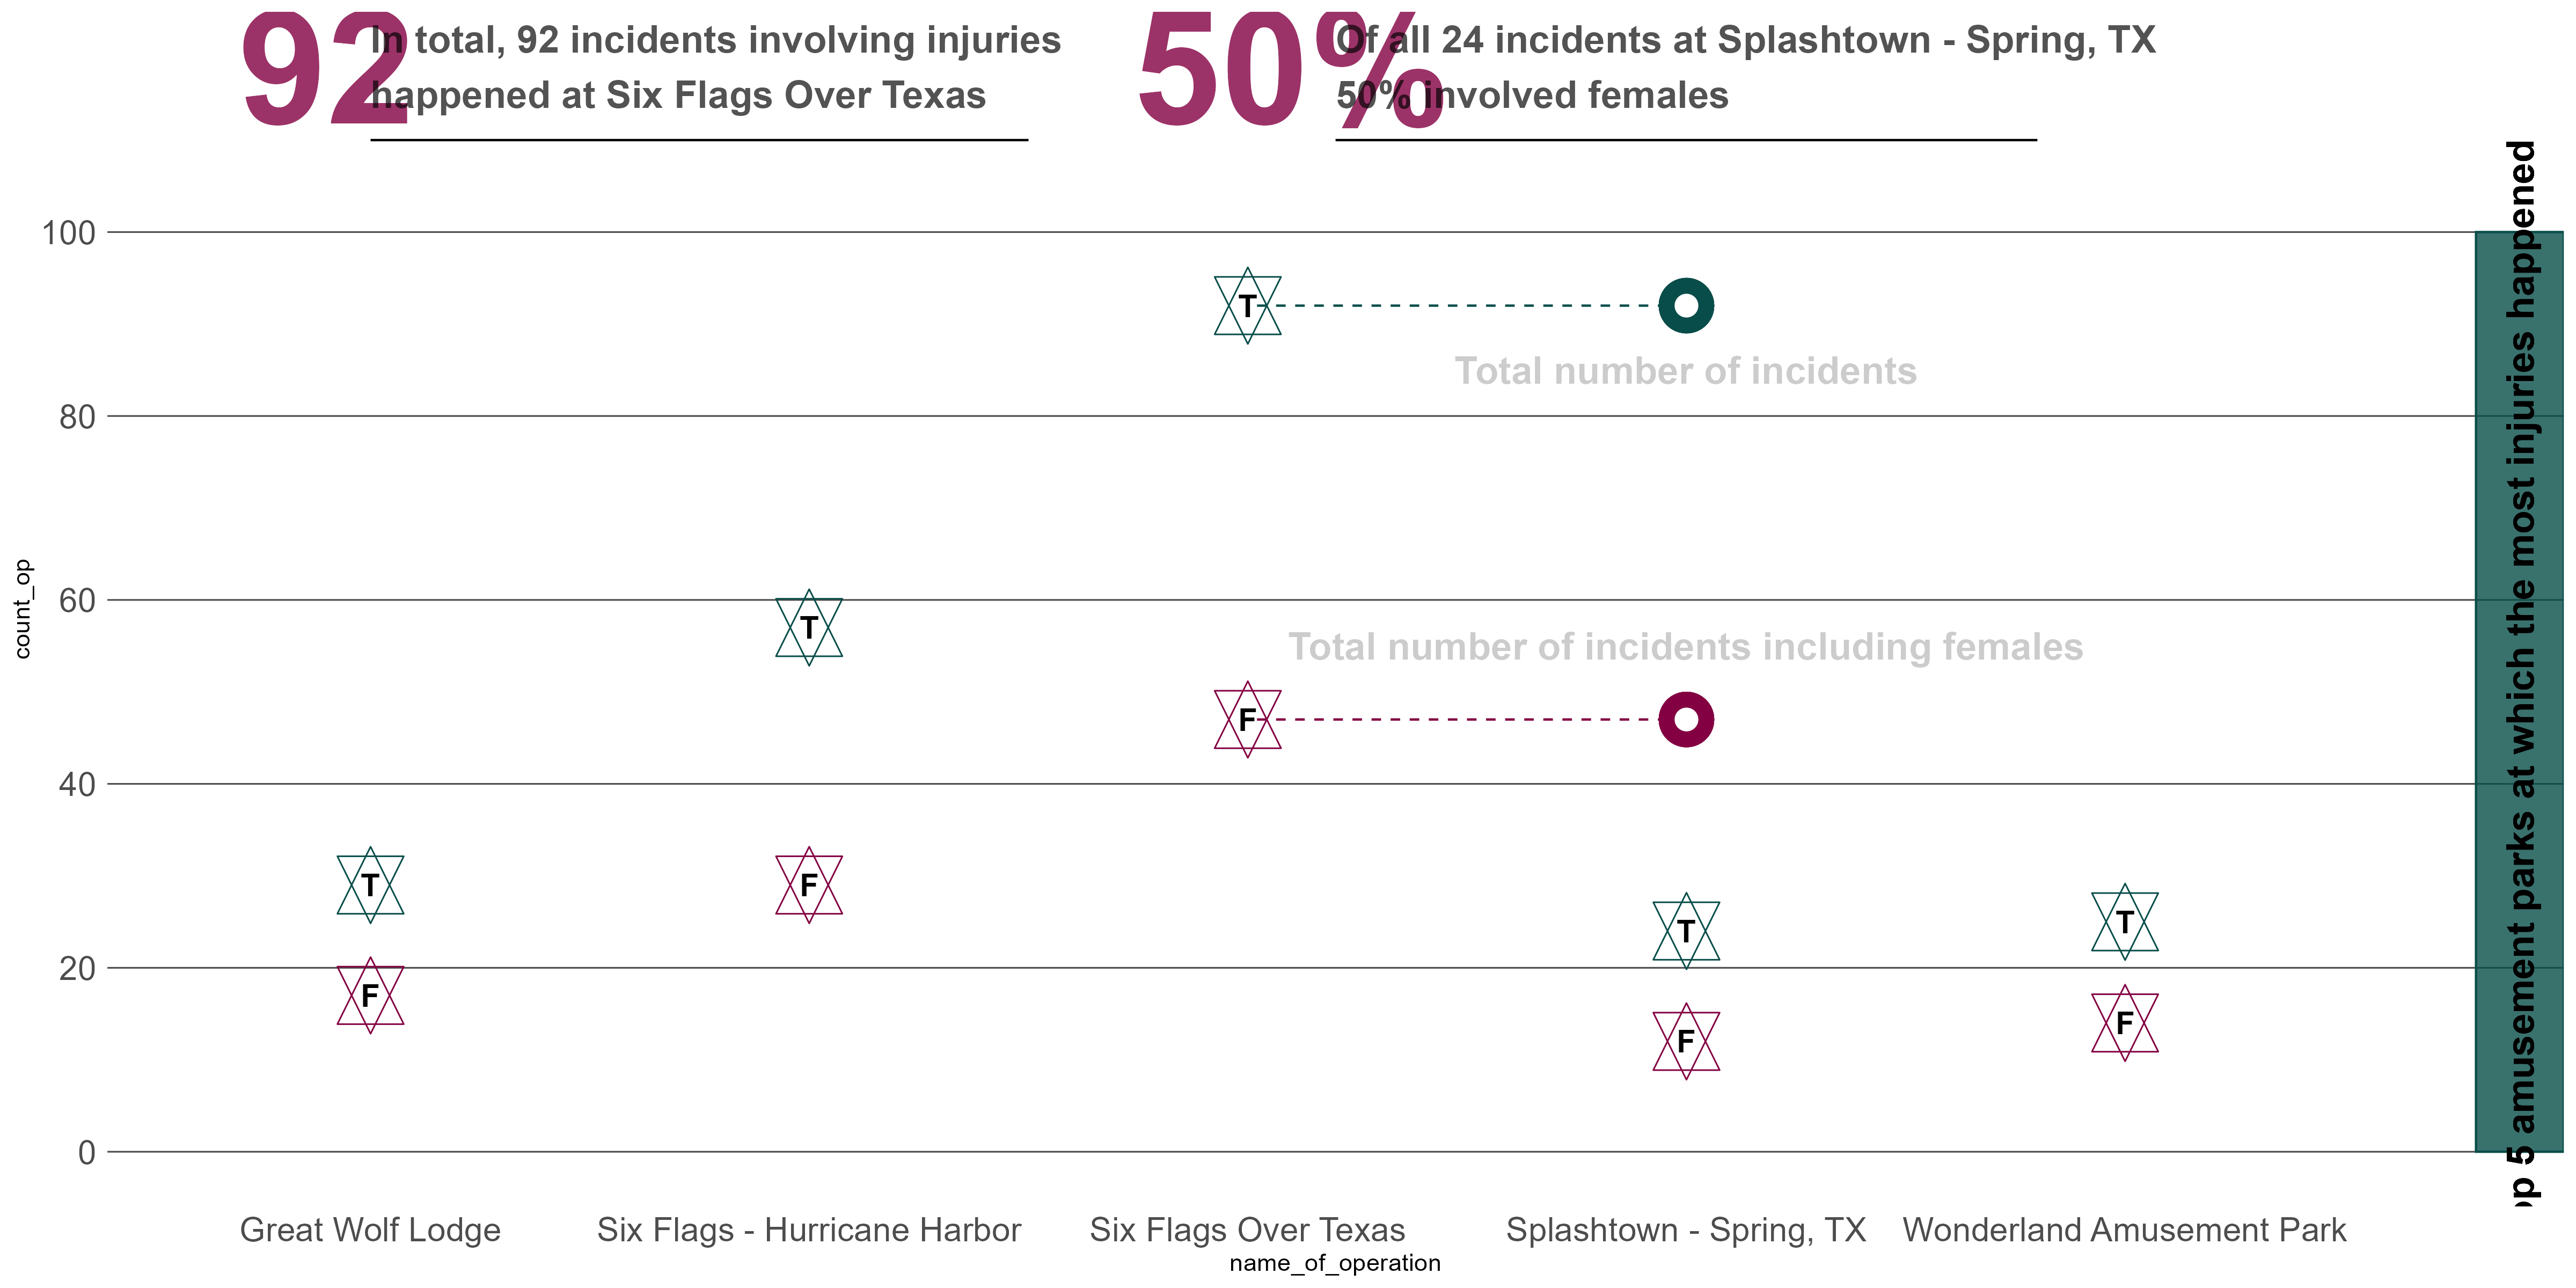 92
In total, 92 incidents involving injuries
happened at Six Flags Over Texas
50%
Of all 24 incidents at Splashtown - Spring, TX
50% involved females
100
80
60
40
20
0
count_op
T
Total number of incidents
T
Total number of incidents including females
F
T
F
T
T
F
F
F
5 amusement parks at which the most injuries happened
Great Wolf Lodge
Six Flags - Hurricane Harbor
Six Flags Over Texas
Splashtown - Spring, TX
Wonderland Amusement Park
name_of_operation